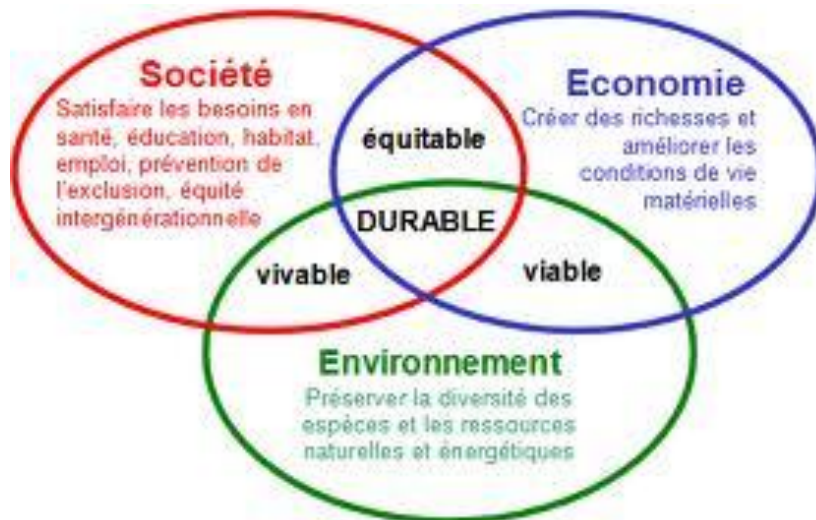 Société
Satisfaire les besoins en
santé, éducation, habitat,
emploi, prévention de
l'exclusion, équité
intergénérationnelle
Economie
Créer des richesses et
améliorer les
conditions de vie
matérielles
équitable
DURABLE
vivable
viable
Environnement
Préserver la diversité des
espèces et les ressources
naturelles et énergétiques